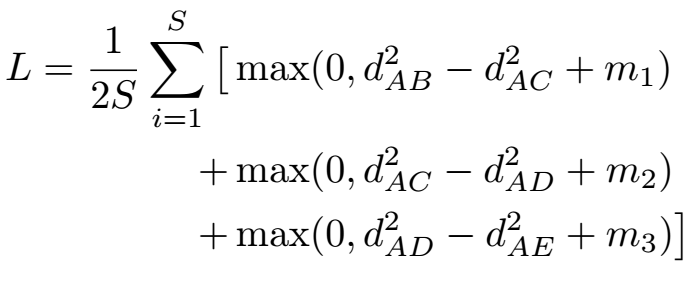 $L = \frac{1}{2S} \sum_{i=1}^{S} \big[ \max(0, d_{AB}^2 - d_{AC}^2 + m_1)$
$+ \max(0, d_{AC}^2 - d_{AD}^2 + m_2)$
$+ \max(0, d_{AD}^2 - d_{AE}^2 + m_3) \big]$